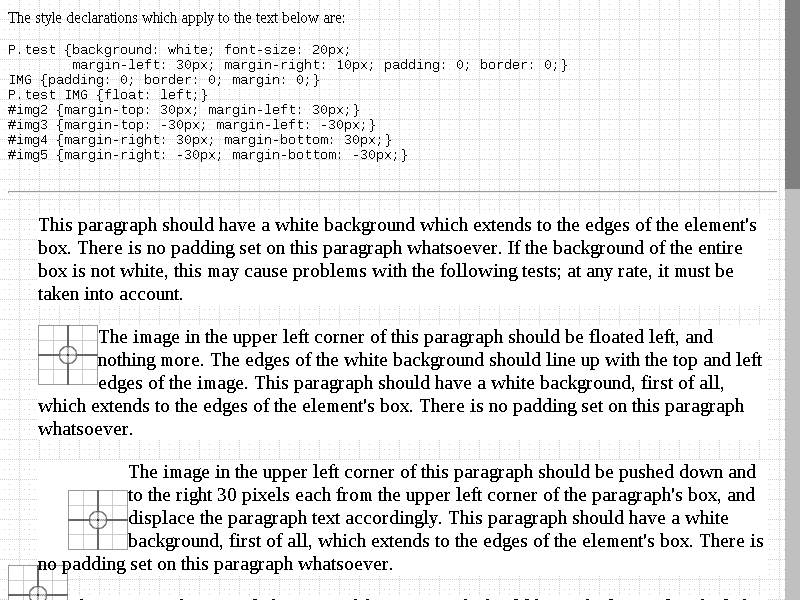 The style declarations which apply to the text below are:
P.test {background: white; font-size: 20px;
margin-left: 30px; margin-right: 10px; padding: 0; border: 0;}
IMG {padding: 0; border: 0; margin: 0;}
P.test IMG {float: left;}
#img2 {margin-top: 30px; margin-left: 30px;}
#img3 {margin-top: -30px; margin-left: -30px;}
#img4 {margin-right: 30px; margin-bottom: 30px;}
#img5 {margin-right: -30px; margin-bottom: -30px;}
This paragraph should have a white background which extends to the edges of the element's
box. There is no padding set on this paragraph whatsoever. If the background of the entire
box is not white, this may cause problems with the following tests; at any rate, it must be
taken into account.
The image in the upper left corner of this paragraph should be floated left, and
nothing more. The edges of the white background should line up with the top and left
edges of the image. This paragraph should have a white background, first of all,
which extends to the edges of the element's box. There is no padding set on this paragraph
whatsoever.
The image in the upper left corner of this paragraph should be pushed down and
to the right 30 pixels each from the upper left corner of the paragraph's box, and
displace the paragraph text accordingly. This paragraph should have a white
background, first of all, which extends to the edges of the element's box. There is
no padding set on this paragraph whatsoever.